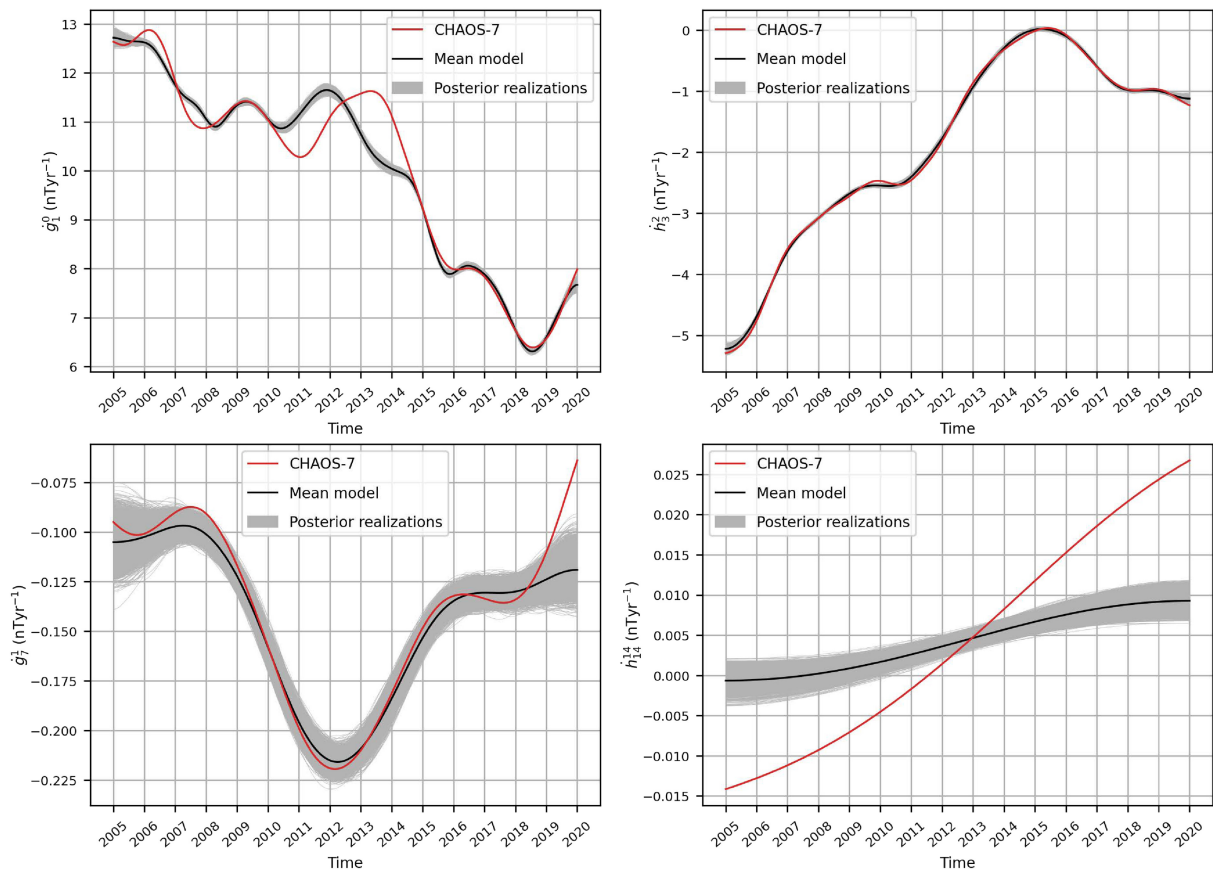 CHAOS-7
Mean model
Posterior realizations
ġ₁⁰ (nTyr⁻¹)
13
12
11
10
9
8
7
6
2005 2006 2007 2008 2009 2010 2011 2012 2013 2014 2015 2016 2017 2018 2019 2020
Time
CHAOS-7
Mean model
Posterior realizations
ḣ₃² (nTyr⁻¹)
0
−1
−2
−3
−4
−5
2005 2006 2007 2008 2009 2010 2011 2012 2013 2014 2015 2016 2017 2018 2019 2020
Time
CHAOS-7
Mean model
Posterior realizations
ġ₇¹ (nTyr⁻¹)
−0.075
−0.100
−0.125
−0.150
−0.175
−0.200
−0.225
2005 2006 2007 2008 2009 2010 2011 2012 2013 2014 2015 2016 2017 2018 2019 2020
Time
CHAOS-7
Mean model
Posterior realizations
ḣ₁₄¹⁴ (nTyr⁻¹)
0.025
0.020
0.015
0.010
0.005
0.000
−0.005
−0.010
−0.015
2005 2006 2007 2008 2009 2010 2011 2012 2013 2014 2015 2016 2017 2018 2019 2020
Time